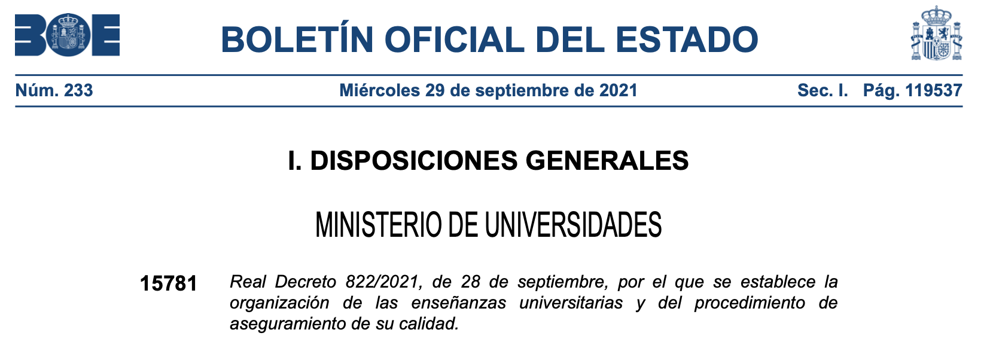 BOE
BOLETÍN OFICIAL DEL ESTADO
Núm. 233 Miércoles 29 de septiembre de 2021 Sec. I. Pág. 119537
I. DISPOSICIONES GENERALES
MINISTERIO DE UNIVERSIDADES
15781 Real Decreto 822/2021, de 28 de septiembre, por el que se establece la
organización de las enseñanzas universitarias y del procedimiento de
aseguramiento de su calidad.